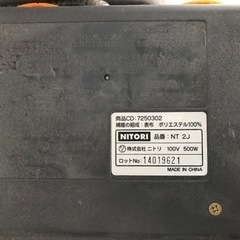 商品CD:7250302
繊維の組成:表布 ポリエステル100%
NITORI 品番: NT 2J
株式会社ニトリ 100V 500W
ロットNo: 14019621
MADE IN CHINA